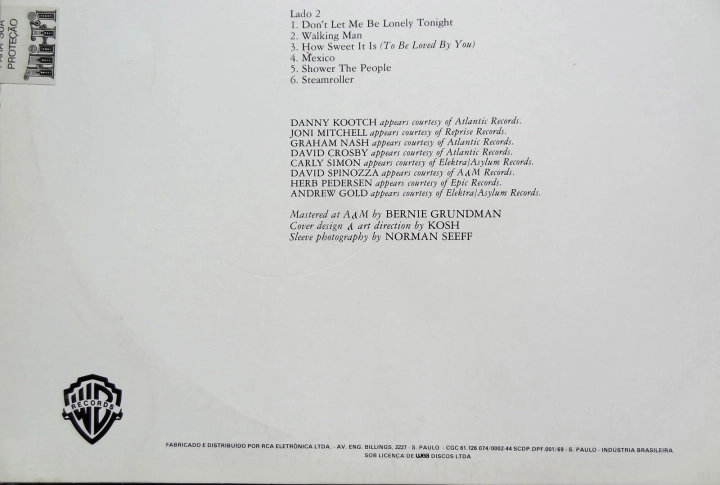 PARA SUA
PROTEÇÃO
Lado 2
1. Don't Let Me Be Lonely Tonight
2. Walking Man
3. How Sweet It Is (To Be Loved By You)
4. Mexico
5. Shower The People
6. Steamroller
DANNY KOOTCH appears courtesy of Atlantic Records.
JONI MITCHELL appears courtesy of Reprise Records.
GRAHAM NASH appears courtesy of Atlantic Records.
DAVID CROSBY appears courtesy of Atlantic Records.
CARLY SIMON appears courtesy of Elektra/Asylum Records.
DAVID SPINOZZA appears courtesy of A&M Records.
HERB PEDERSEN appears courtesy of Epic Records.
ANDREW GOLD appears courtesy of Elektra/Asylum Records.
Mastered at A&M by BERNIE GRUNDMAN
Cover design & art direction by KOSH
Sleeve photography by NORMAN SEEFF
WB
RECORDS
FABRICADO E DISTRIBUIDO POR RCA ELETRÔNICA LTDA. - AV. ENG. BILLINGS, 2227 - S. PAULO - CGC 61.126 074/0002-44 SCDP.DPF.001/69 - S. PAULO - INDÚSTRIA BRASILEIRA
SOB LICENÇA DE wea DISCOS LTDA